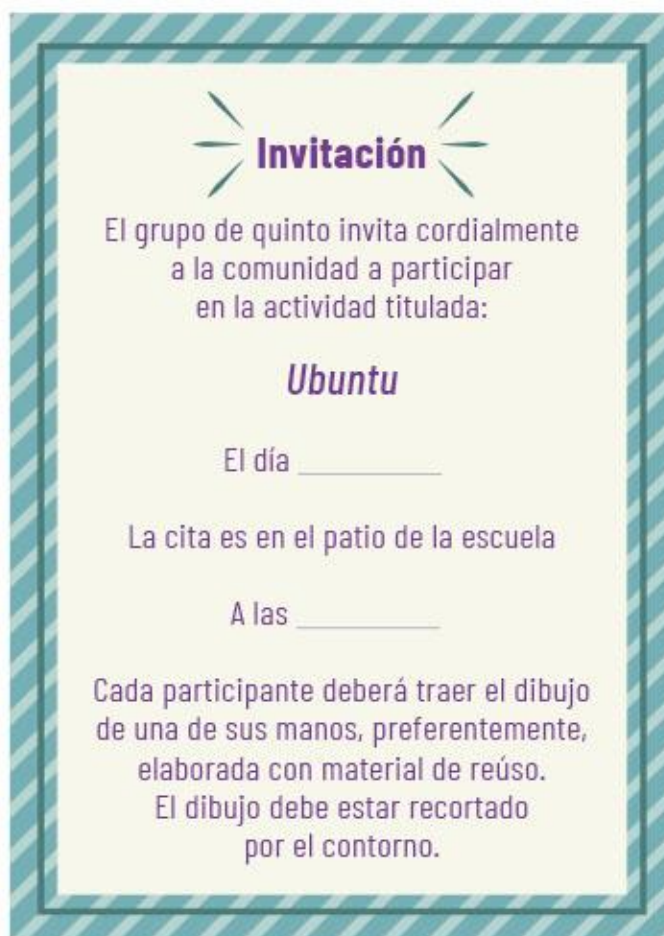 Invitación
El grupo de quinto invita cordialmente
a la comunidad a participar
en la actividad titulada:
Ubuntu
El día _________
La cita es en el patio de la escuela
A las _________
Cada participante deberá traer el dibujo
de una de sus manos, preferentemente,
elaborada con material de reúso.
El dibujo debe estar recortado
por el contorno.